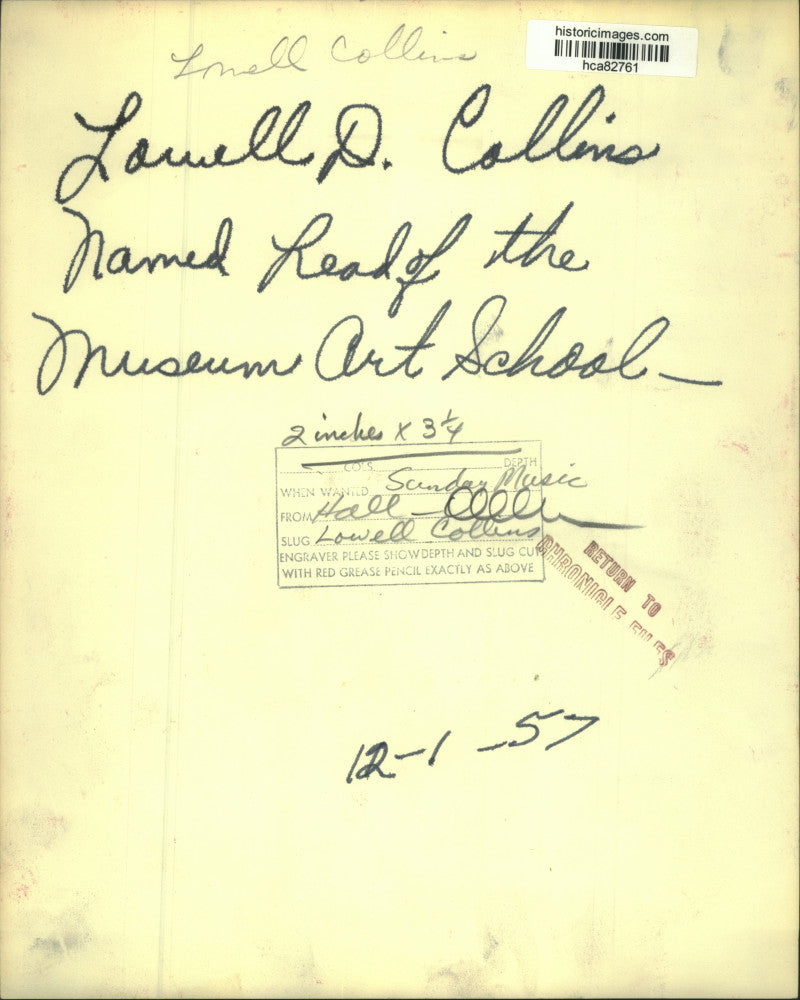 historicimages.com
hca82761
Lowell Collins
Lowell D. Collins
Named Head of the
Museum Art School —
2 inches x 3 1/4
CO'S DEPTH
WHEN WANTED Sunday Music
FROM Hall —
SLUG Lowell Collins
ENGRAVER PLEASE SHOW DEPTH AND SLUG CUT
WITH RED GREASE PENCIL EXACTLY AS ABOVE
RETURN TO
CHRONICLE FILES
12-1-57